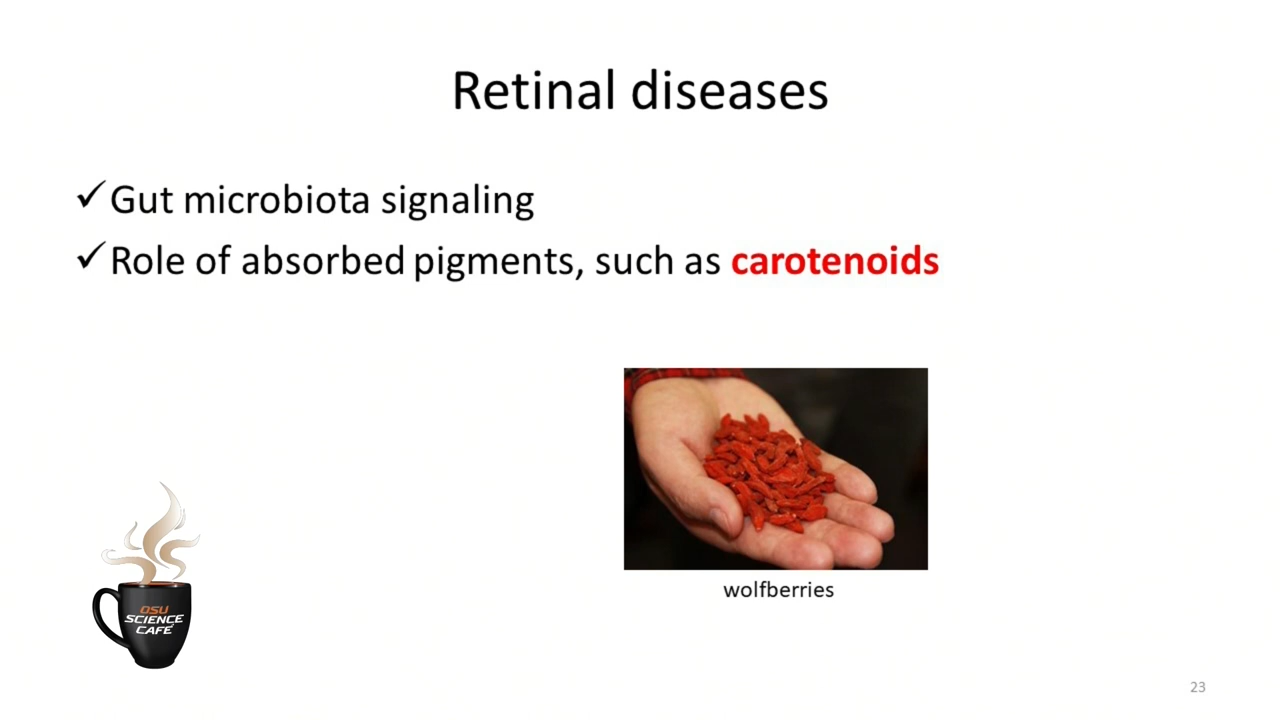 Retinal diseases
✓Gut microbiota signaling
✓Role of absorbed pigments, such as carotenoids
wolfberries
OSU
SCIENCE
CAFÉ
23